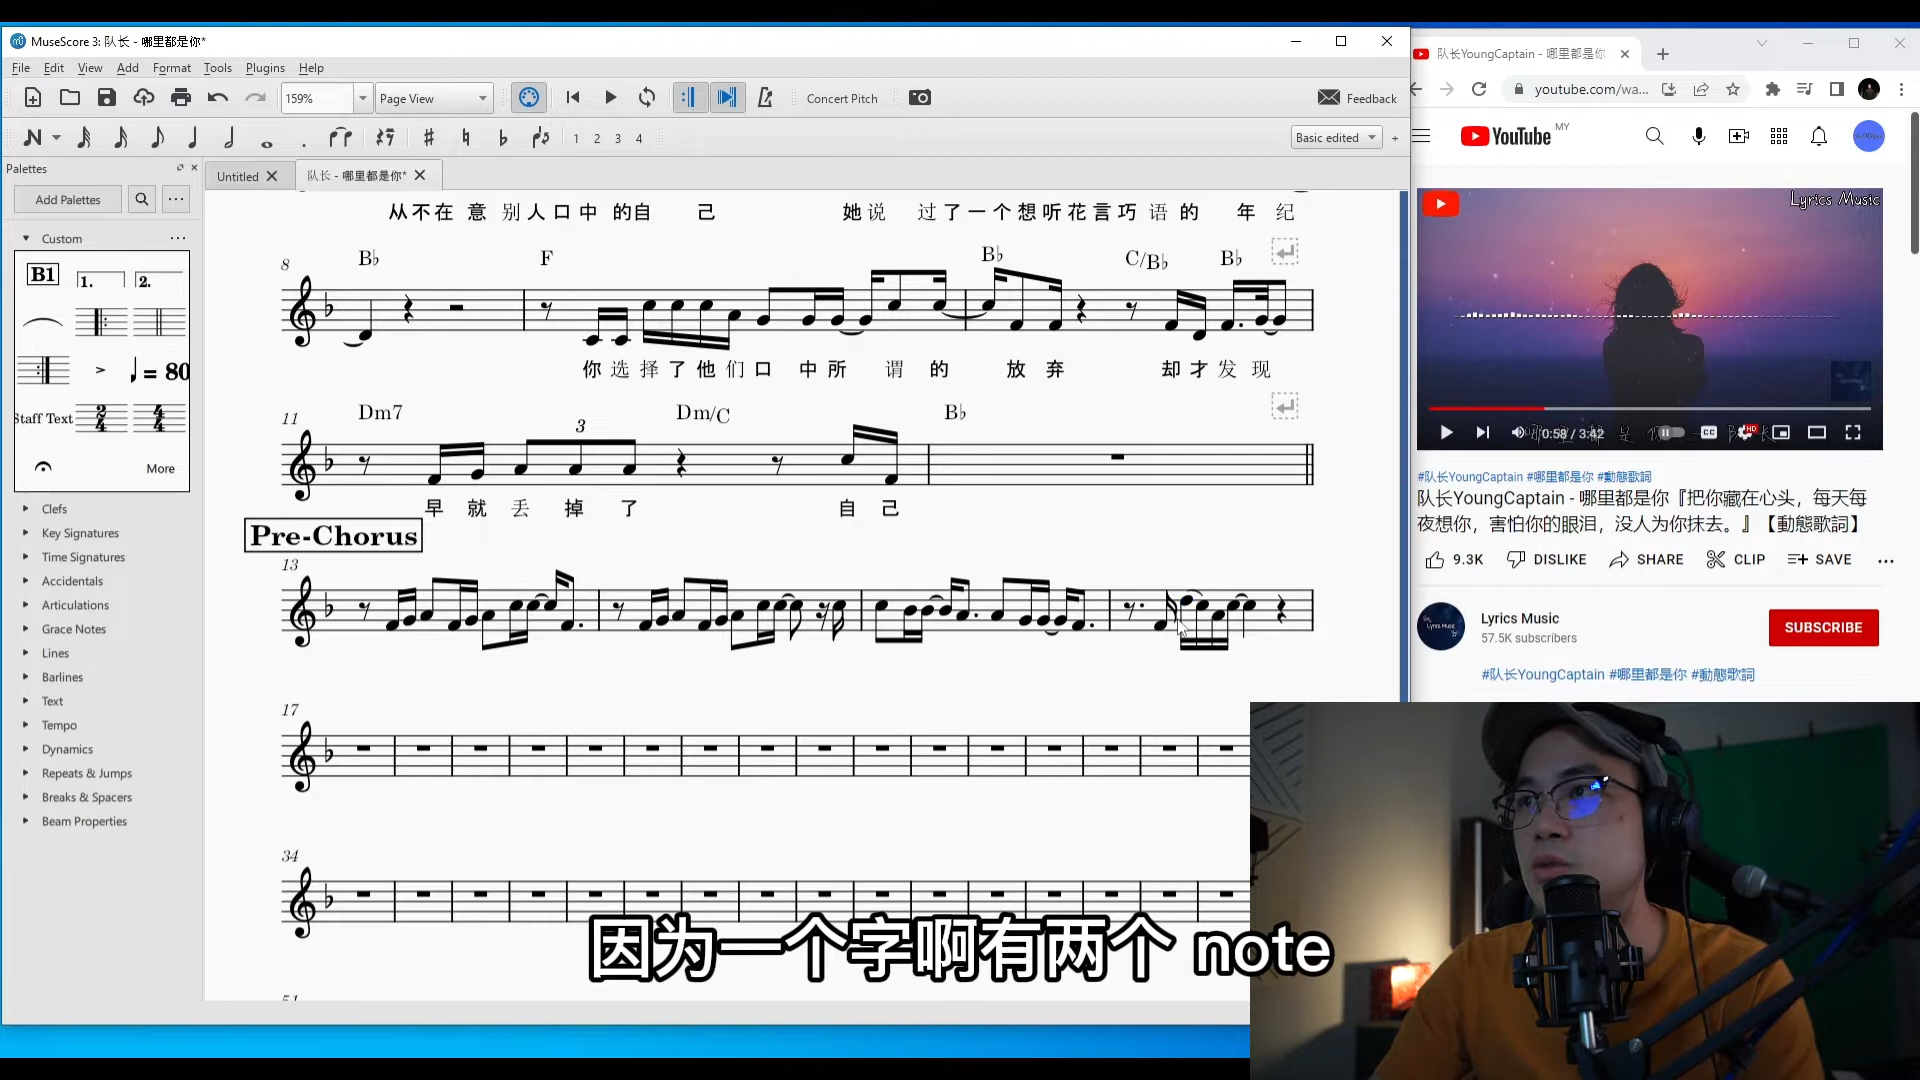 MuseScore 3: 队长 - 哪里都是你*
File Edit View Add Format Tools Plugins Help
159% Page View Concert Pitch Feedback
1 2 3 4 Basic edited +
Palettes
Add Palettes ...
Untitled 队长 - 哪里都是你*
Custom ...
B1 1. 2.
= 80
Staff Text 2 4 4 4
More
Clefs
Key Signatures
Time Signatures
Accidentals
Articulations
Grace Notes
Lines
Barlines
Text
Tempo
Dynamics
Repeats & Jumps
Breaks & Spacers
Beam Properties
从不在意别人口中的自己 她说过了一个想听花言巧语的年纪
8 B♭ F B♭ C/B♭ B♭
你选择了他们口中所谓的放弃 却才发现
11 Dm7 3 Dm/C B♭
早就丢掉了 自己
Pre-Chorus
13
17
34
因为一个字啊有两个 note
队长YoungCaptain - 哪里都是你
youtube.com/wa...
YouTube MY
Lyrics Music
0:58 / 3:42 CC HD
#队长YoungCaptain #哪里都是你 #動態歌詞
队长YoungCaptain - 哪里都是你『把你藏在心头，每天每
夜想你，害怕你的眼泪，没人为你抹去。』【動態歌詞】
9.3K DISLIKE SHARE CLIP SAVE ...
Lyrics Music
57.5K subscribers
SUBSCRIBE
#队长YoungCaptain #哪里都是你 #動態歌詞